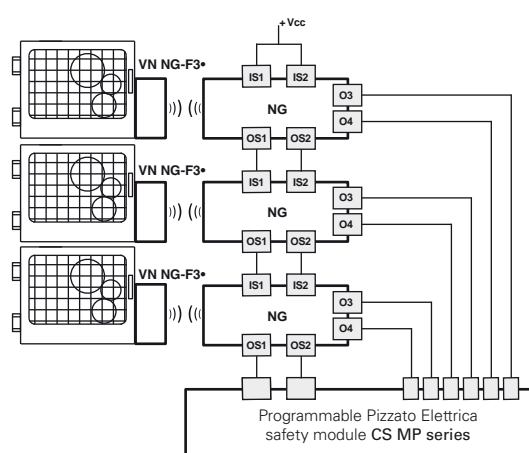 + Vcc
VN NG-F3•
IS1 IS2
O3
NG
O4
OS1 OS2
VN NG-F3•
IS1 IS2
O3
NG
O4
OS1 OS2
VN NG-F3•
IS1 IS2
O3
NG
O4
OS1 OS2
Programmable Pizzato Elettrica
safety module CS MP series